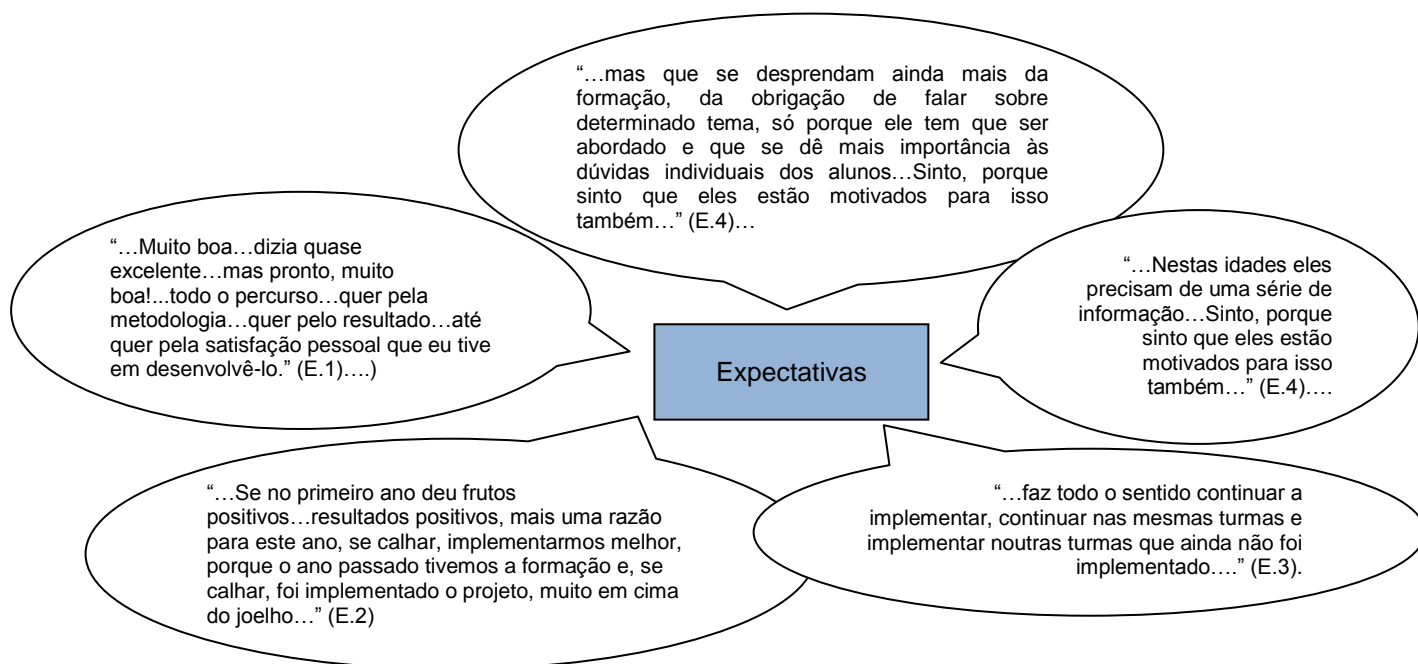 “…mas que se desprendam ainda mais da
formação, da obrigação de falar sobre
determinado tema, só porque ele tem que ser
abordado e que se dê mais importância às
dúvidas individuais dos alunos…Sinto, porque
sinto que eles estão motivados para isso
também…” (E.4)…
“…Muito boa…dizia quase
excelente…mas pronto, muito
boa!...todo o percurso…quer pela
metodologia…quer pelo resultado…até
quer pela satisfação pessoal que eu tive
em desenvolvê-lo.” (E.1)….)
“…Nestas idades eles
precisam de uma série de
informação…Sinto, porque
sinto que eles estão
motivados para isso
também…” (E.4)….
Expectativas
“…Se no primeiro ano deu frutos
positivos…resultados positivos, mais uma razão
para este ano, se calhar, implementarmos melhor,
porque o ano passado tivemos a formação e, se
calhar, foi implementado o projeto, muito em cima
do joelho…” (E.2)
“…faz todo o sentido continuar a
implementar, continuar nas mesmas turmas e
implementar noutras turmas que ainda não foi
implementado….” (E.3).